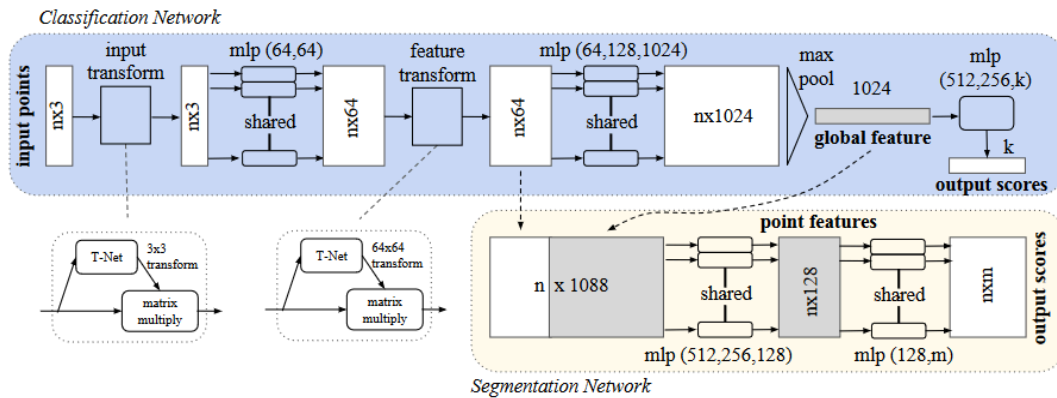 Classification Network
input points
nx3
input
transform
nx3
mlp (64,64)
shared
nx64
feature
transform
nx64
mlp (64,128,1024)
shared
nx1024
max
pool
1024
global feature
mlp
(512,256,k)
k
output scores
T-Net
3x3
transform
matrix
multiply
T-Net
64x64
transform
matrix
multiply
point features
n x 1088
shared
mlp (512,256,128)
nx128
shared
mlp (128,m)
nxm
output scores
Segmentation Network